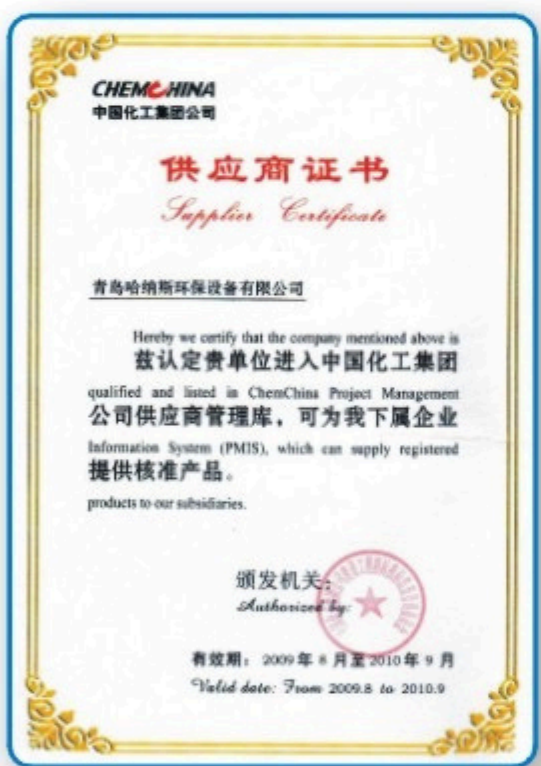 CHEMCHINA
中国化工集团公司
供应商证书
Supplier Certificate
青岛哈纳斯环保设备有限公司
Hereby we certify that the company mentioned above is
兹认定贵单位进入中国化工集团
qualified and listed in ChemChina Project Management
公司供应商管理库，可为我下属企业
Information System (PMIS), which can supply registered
提供核准产品。
products to our subsidiaries.
颁发机关：
Authorized by:
有效期：2009年8月至2010年9月
Valid date: From 2009.8 to 2010.9